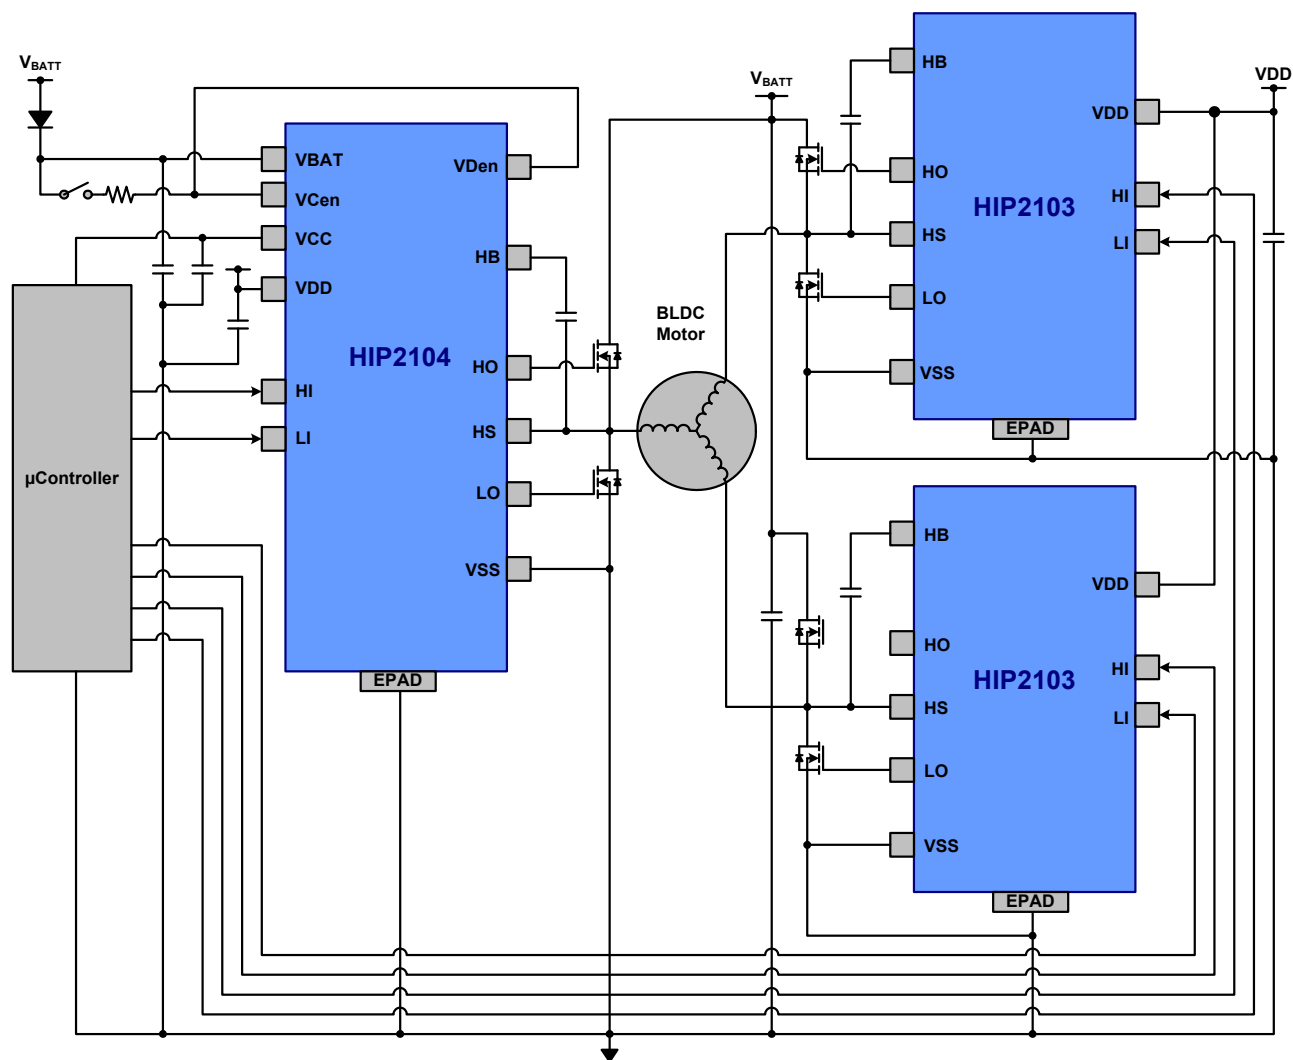 V_BATT
VBAT
VCen
VCC
VDD
HI
LI
VDen
HB
HO
HS
LO
VSS
HIP2104
EPAD
µController
BLDC
Motor
V_BATT
HB
HO
HS
LO
VSS
HIP2103
VDD
HI
LI
EPAD
VDD
HB
HO
HS
LO
VSS
HIP2103
VDD
HI
LI
EPAD